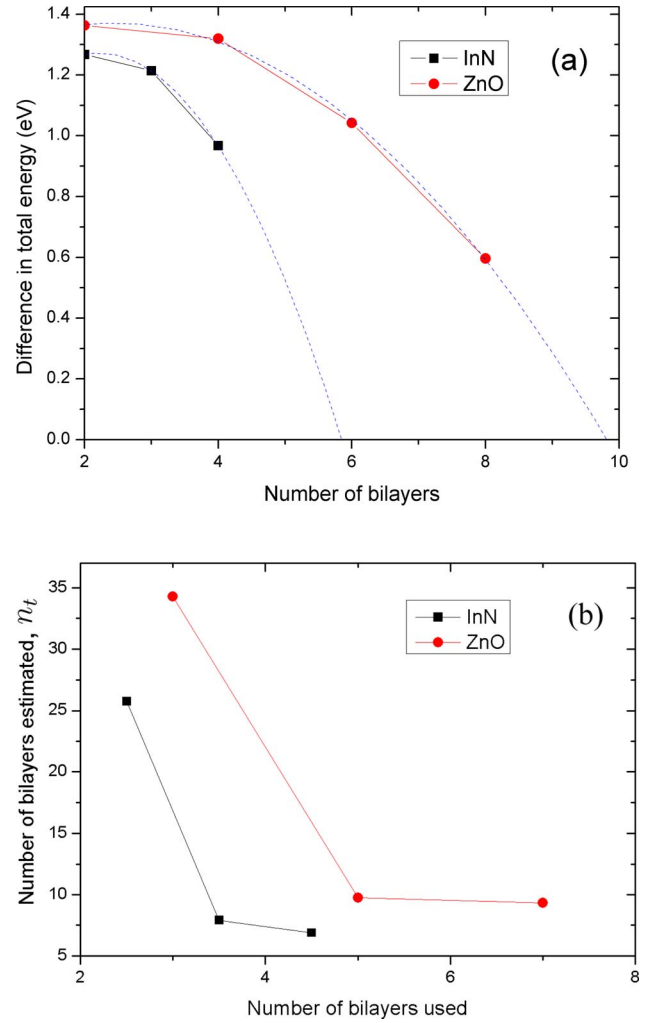 1.4
1.2
1.0
0.8
0.6
0.4
0.2
0.0
Difference in total energy (eV)
InN
ZnO
(a)
2
4
6
8
10
Number of bilayers
35
30
25
20
15
10
5
Number of bilayers estimated, n_t
InN
ZnO
(b)
2
4
6
8
Number of bilayers used